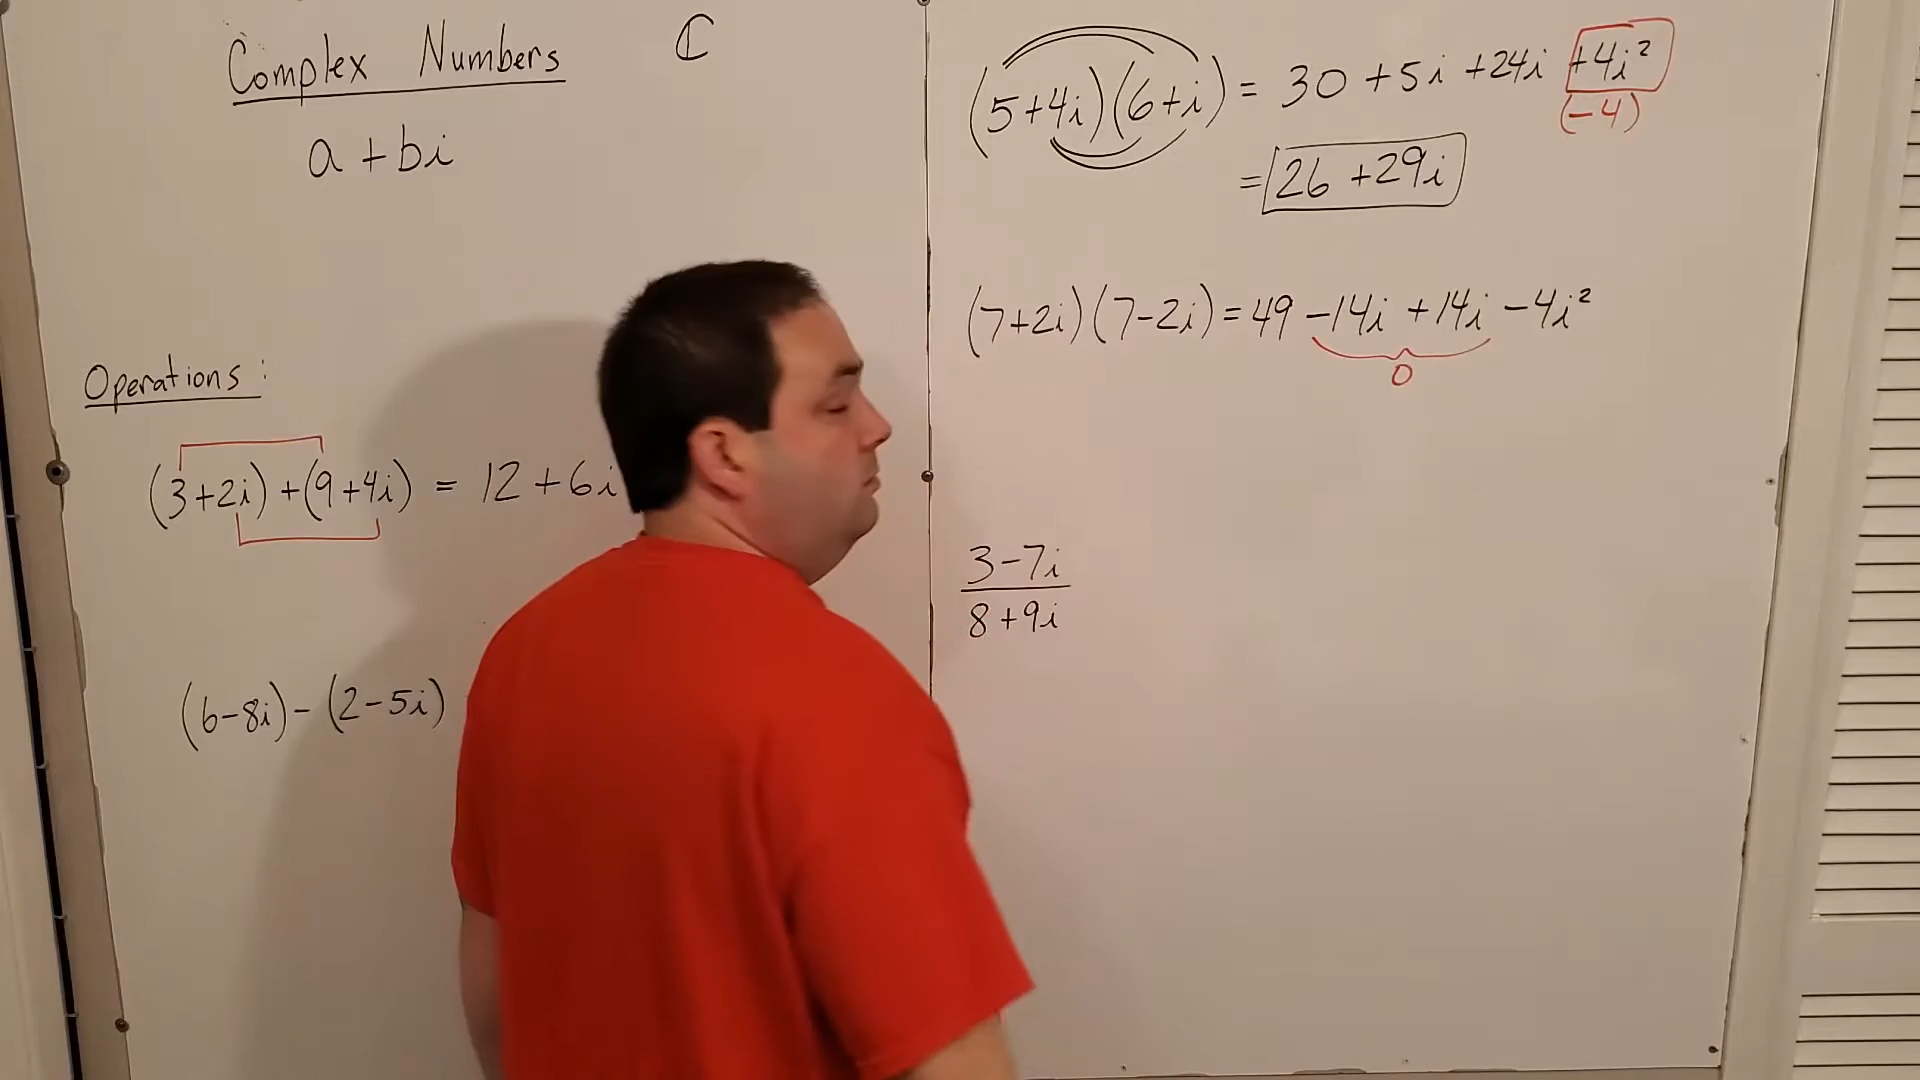 Complex Numbers ℂ
a + bi
Operations:
(3+2i) + (9+4i) = 12 + 6i
(6-8i) - (2-5i)
(5+4i)(6+i) = 30 + 5i + 24i +4i²
(-4)
= 26 + 29i
(7+2i)(7-2i) = 49 - 14i + 14i - 4i²
0
3-7i
8+9i